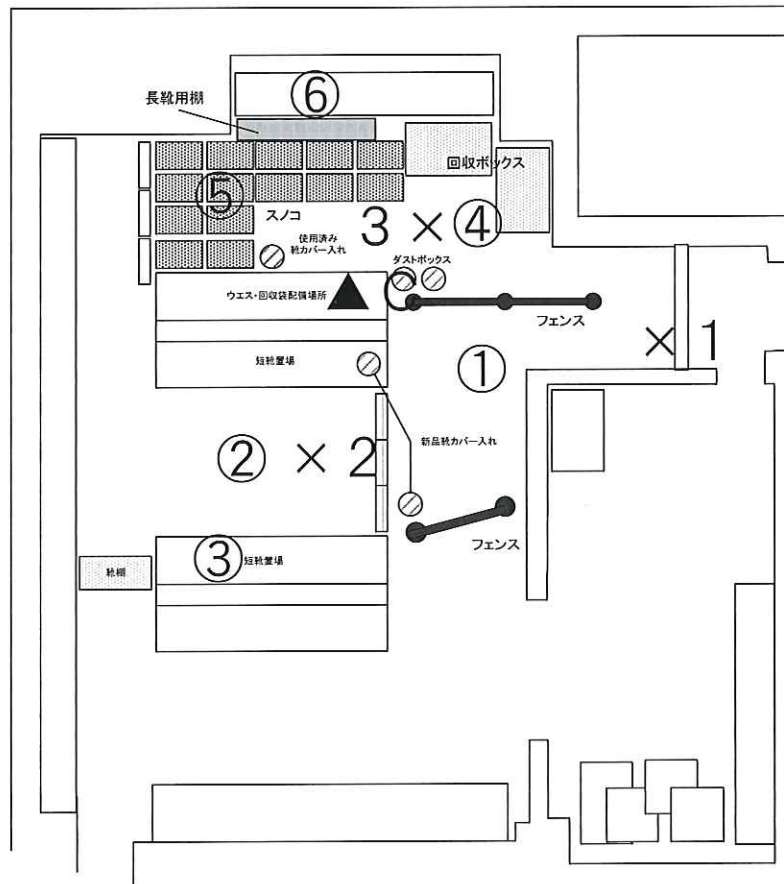 ⑥
長靴用棚
回収ボックス
⑤
スノコ
3 × ④
使用済み
靴カバー入れ
ダストボックス
ウエス・回収袋配備場所
フェンス
× 1
短靴置場
①
② × 2
新品靴カバー入れ
③
短靴置場
フェンス
靴棚